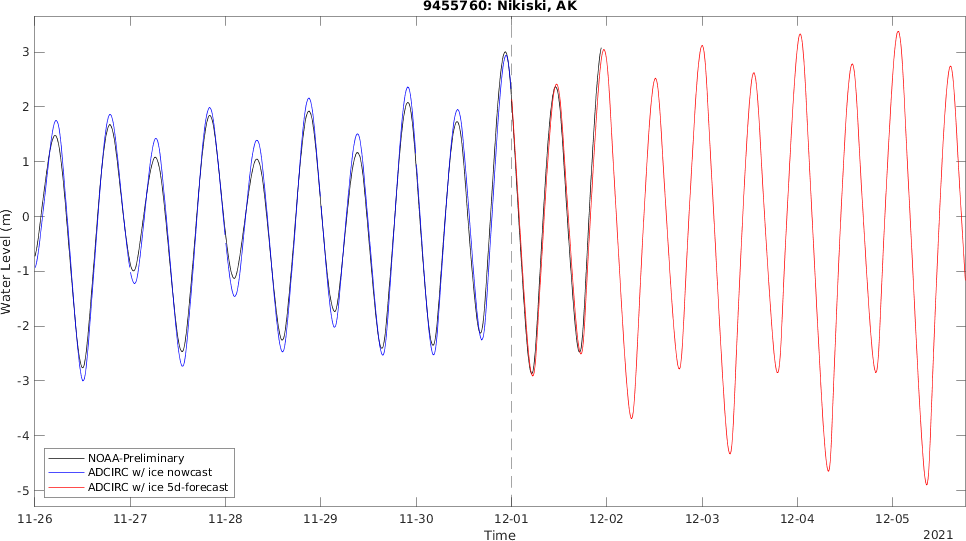 9455760: Nikiski, AK
Water Level (m)
3
2
1
0
-1
-2
-3
-4
-5
NOAA-Preliminary
ADCIRC w/ ice nowcast
ADCIRC w/ ice 5d-forecast
11-26 11-27 11-28 11-29 11-30 12-01 12-02 12-03 12-04 12-05
Time
2021